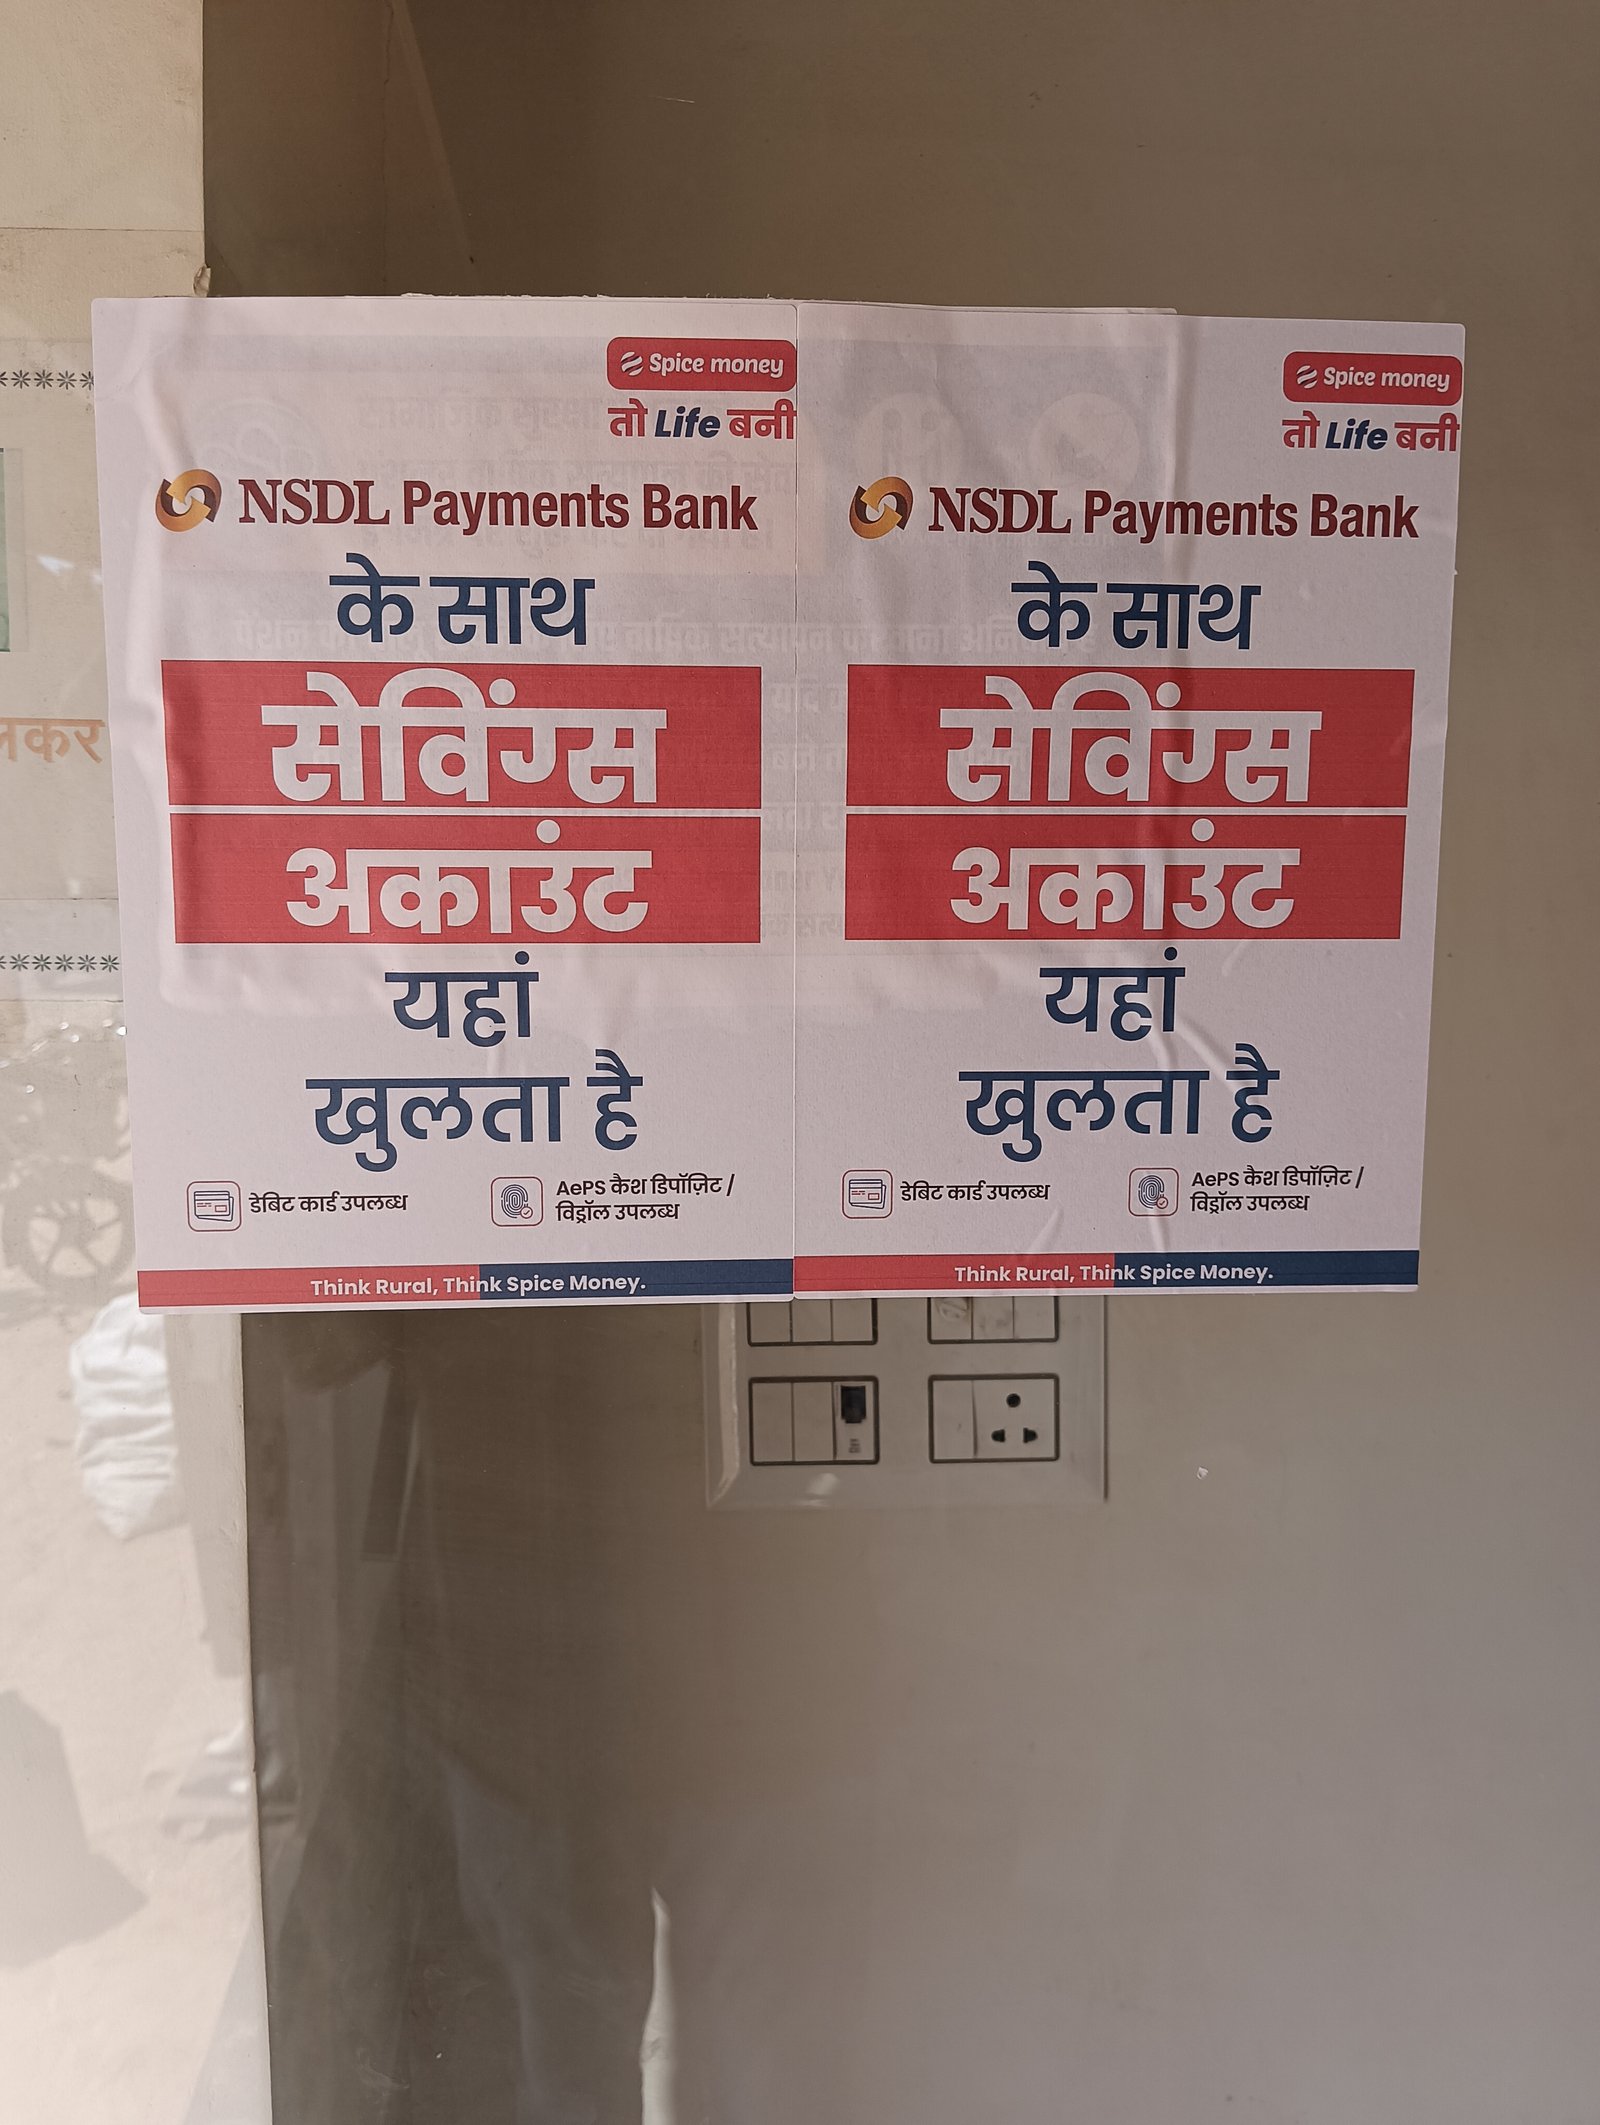 Spice money
तो Life बनी
NSDL Payments Bank
के साथ
सेविंग्स
अकाउंट
यहां
खुलता है
डेबिट कार्ड उपलब्ध
AePS कैश डिपॉज़िट /
विड्रॉल उपलब्ध
Think Rural, Think Spice Money.
Spice money
तो Life बनी
NSDL Payments Bank
के साथ
सेविंग्स
अकाउंट
यहां
खुलता है
डेबिट कार्ड उपलब्ध
AePS कैश डिपॉज़िट /
विड्रॉल उपलब्ध
Think Rural, Think Spice Money.